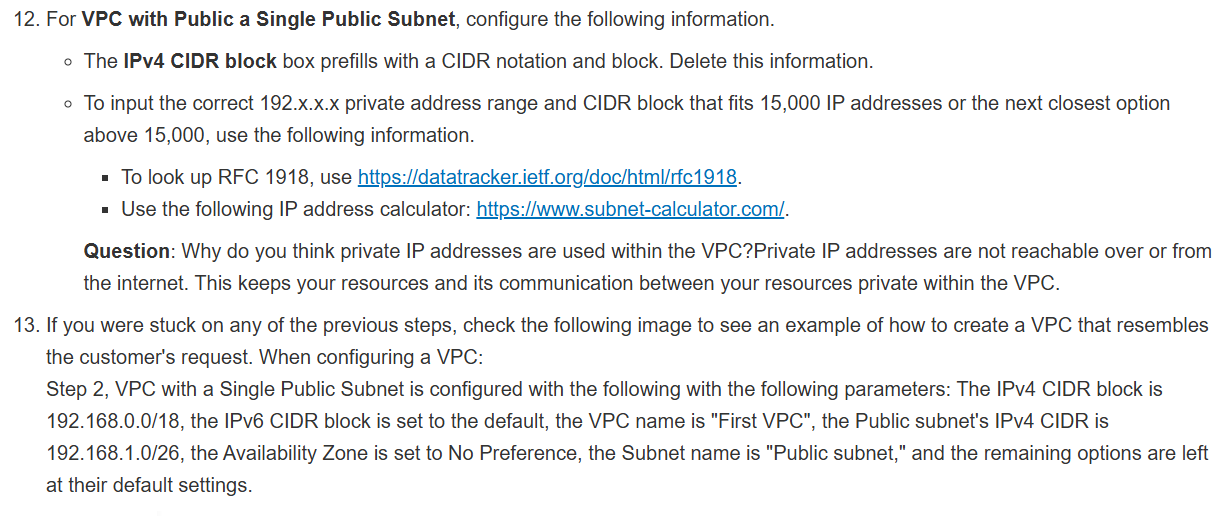 12. For VPC with Public a Single Public Subnet, configure the following information.
◦ The IPv4 CIDR block box prefills with a CIDR notation and block. Delete this information.
◦ To input the correct 192.x.x.x private address range and CIDR block that fits 15,000 IP addresses or the next closest option
above 15,000, use the following information.
▪ To look up RFC 1918, use https://datatracker.ietf.org/doc/html/rfc1918.
▪ Use the following IP address calculator: https://www.subnet-calculator.com/.
Question: Why do you think private IP addresses are used within the VPC?Private IP addresses are not reachable over or from
the internet. This keeps your resources and its communication between your resources private within the VPC.
13. If you were stuck on any of the previous steps, check the following image to see an example of how to create a VPC that resembles
the customer's request. When configuring a VPC:
Step 2, VPC with a Single Public Subnet is configured with the following with the following parameters: The IPv4 CIDR block is
192.168.0.0/18, the IPv6 CIDR block is set to the default, the VPC name is "First VPC", the Public subnet's IPv4 CIDR is
192.168.1.0/26, the Availability Zone is set to No Preference, the Subnet name is "Public subnet," and the remaining options are left
at their default settings.